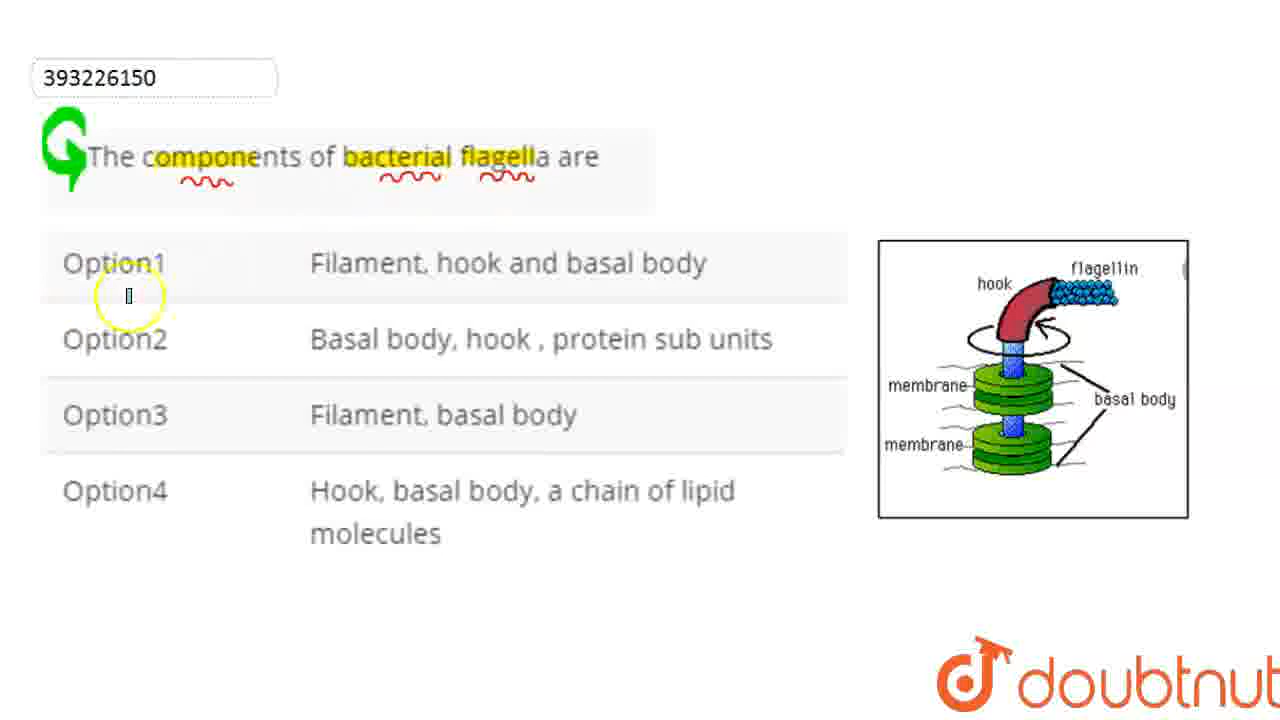 393226150
The components of bacterial flagella are
Option1 Filament, hook and basal body
Option2 Basal body, hook , protein sub units
Option3 Filament, basal body
Option4 Hook, basal body, a chain of lipid
molecules
flagellin
hook
membrane
basal body
membrane
doubtnut